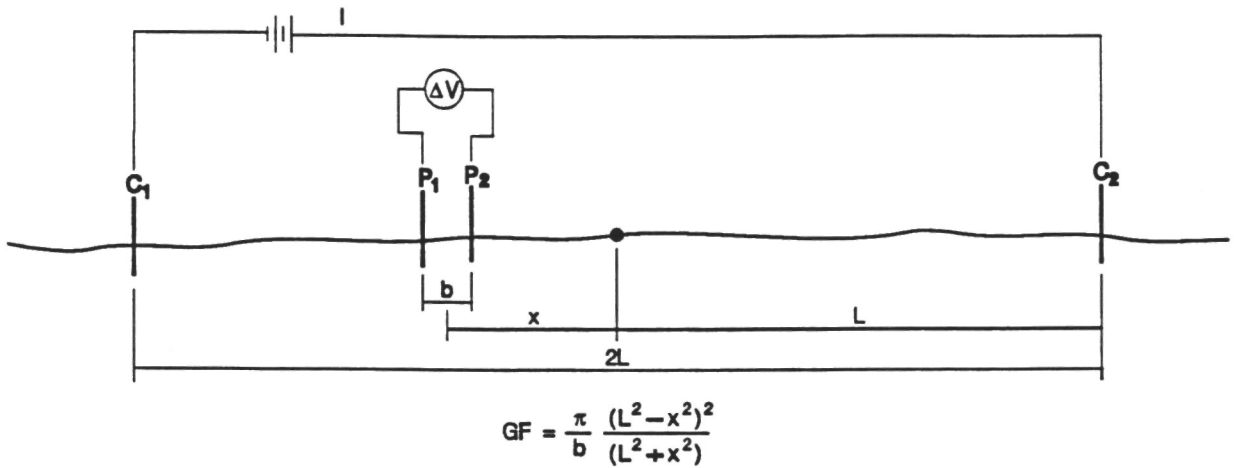 I
ΔV
C₁
P₁
P₂
C₂
b
x
L
2L
GF = π/b (L²−x²)²/(L²+x²)